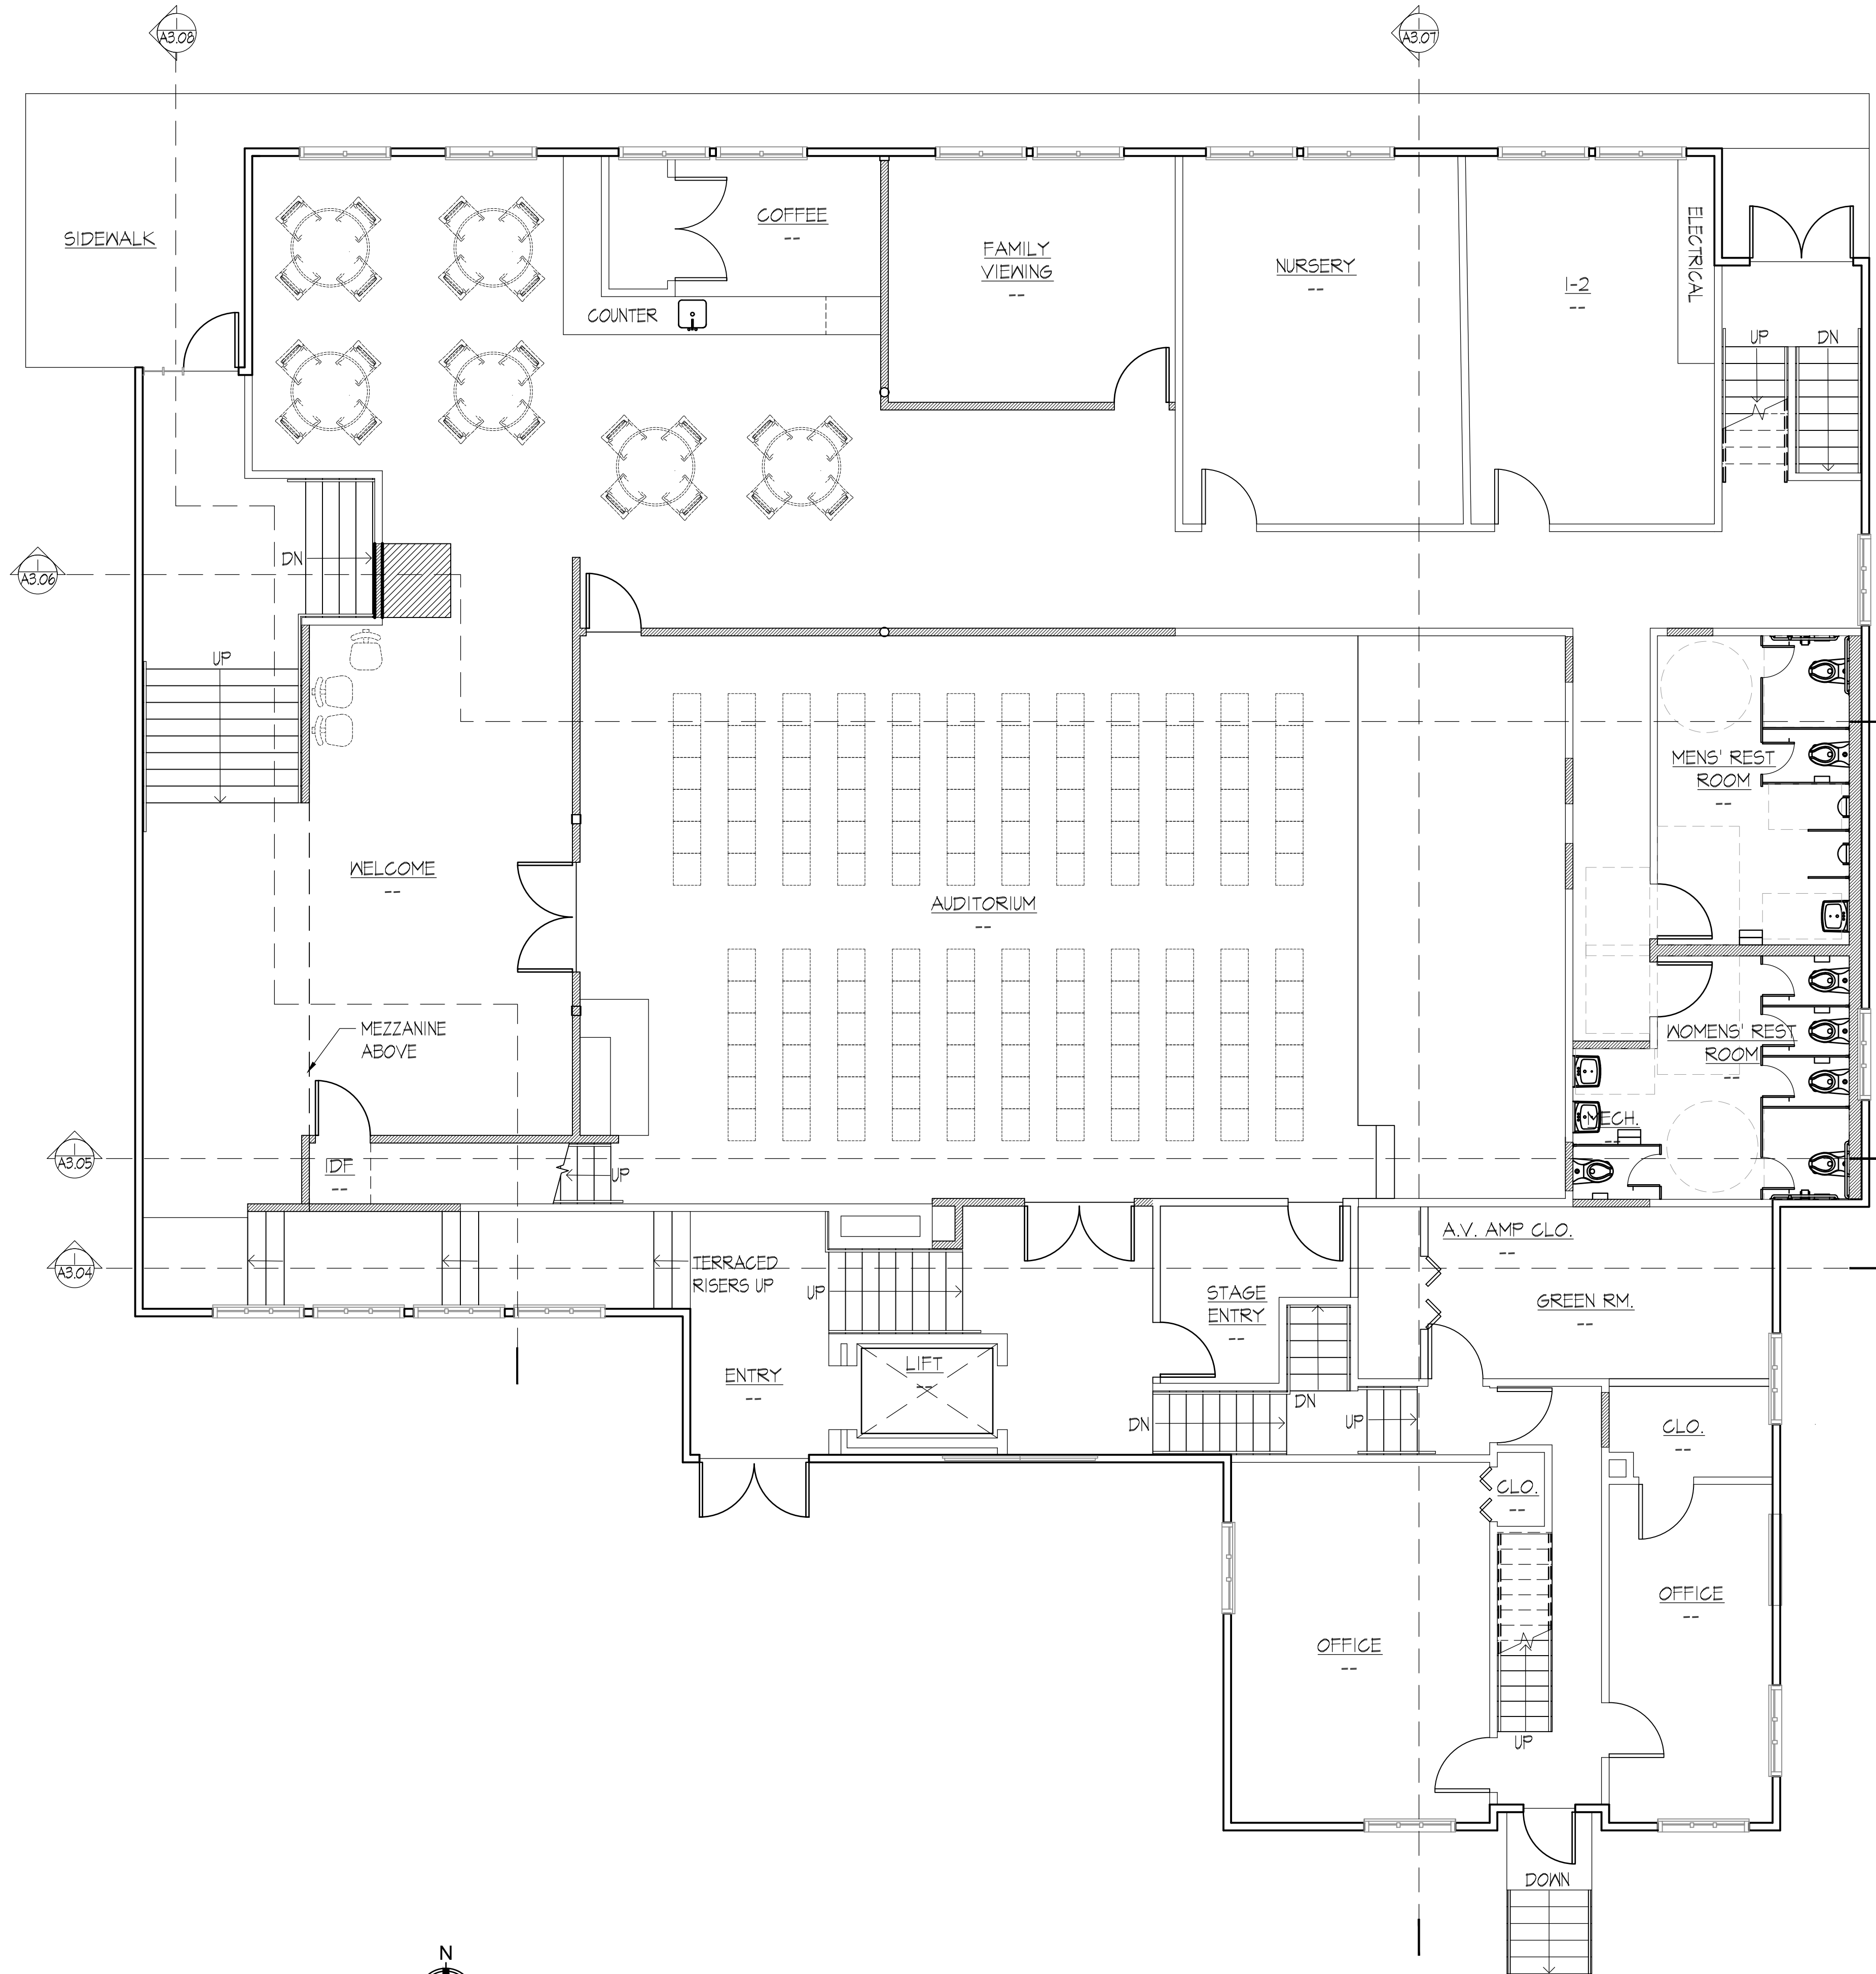 A3.08
A3.07
SIDEWALK
COFFEE
--
COUNTER
FAMILY
VIEWING
--
NURSERY
--
1-2
--
ELECTRICAL
UP
DN
A3.06
DN
UP
MENS' REST
ROOM
--
WELCOME
--
AUDITORIUM
--
MEZZANINE
ABOVE
WOMENS' REST
ROOM
--
MECH.
--
A3.05
IDF
--
UP
A3.04
TERRACED
RISERS UP
UP
A.V. AMP CLO.
--
STAGE
ENTRY
--
GREEN RM.
--
LIFT
--
ENTRY
--
DN
DN
UP
CLO.
--
CLO.
--
OFFICE
--
OFFICE
--
UP
DOWN
N